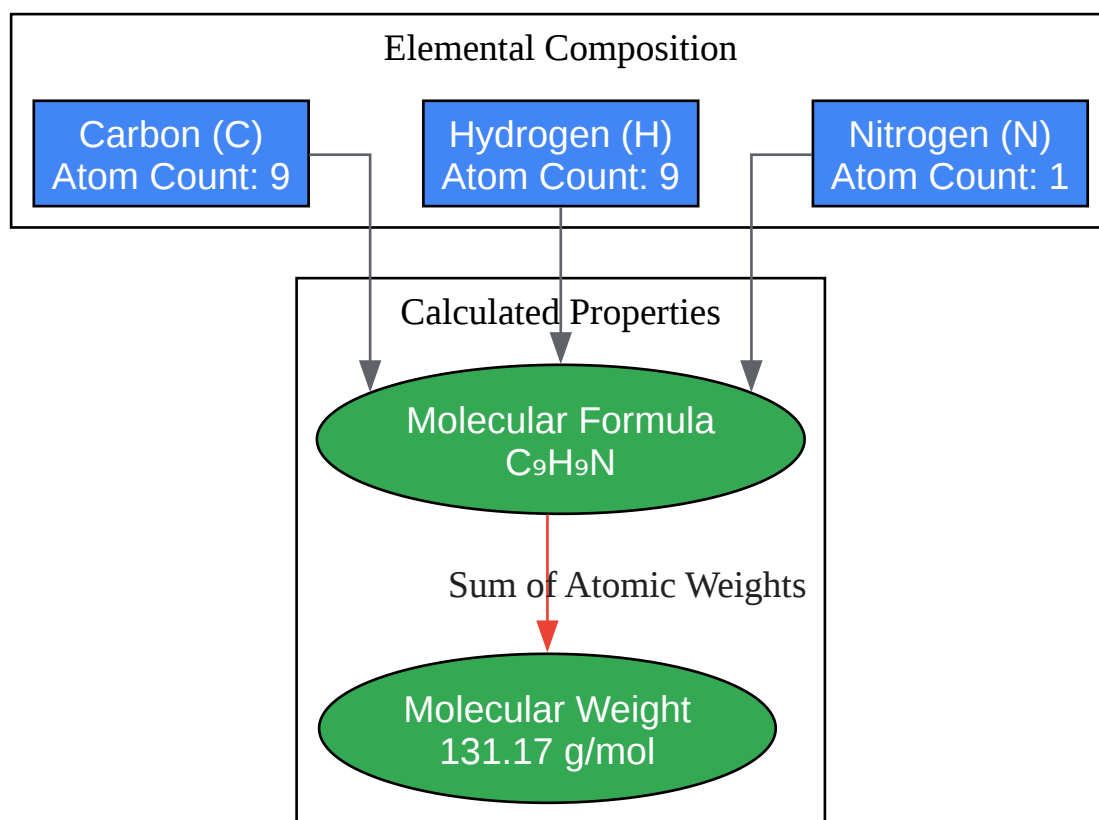 Elemental Composition
Carbon (C)
Atom Count: 9
Hydrogen (H)
Atom Count: 9
Nitrogen (N)
Atom Count: 1
Calculated Properties
Molecular Formula
C₉H₉N
Sum of Atomic Weights
Molecular Weight
131.17 g/mol